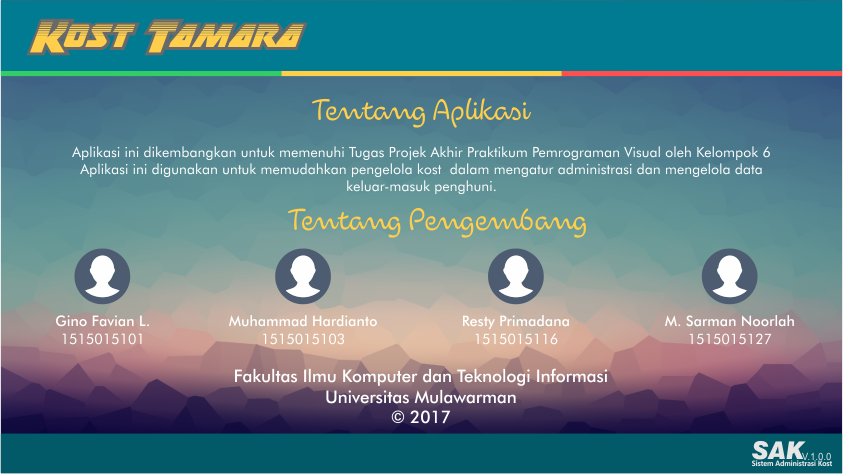 Kost Tamara
Tentang Aplikasi
Aplikasi ini dikembangkan untuk memenuhi Tugas Projek Akhir Praktikum Pemrograman Visual oleh Kelompok 6
Aplikasi ini digunakan untuk memudahkan pengelola kost dalam mengatur administrasi dan mengelola data
keluar-masuk penghuni.
Tentang Pengembang
Gino Favian L.
1515015101
Muhammad Hardianto
1515015103
Resty Primadana
1515015116
M. Sarman Noorlah
1515015127
Fakultas Ilmu Komputer dan Teknologi Informasi
Universitas Mulawarman
© 2017
SAK V.1.0.0
Sistem Administrasi Kost